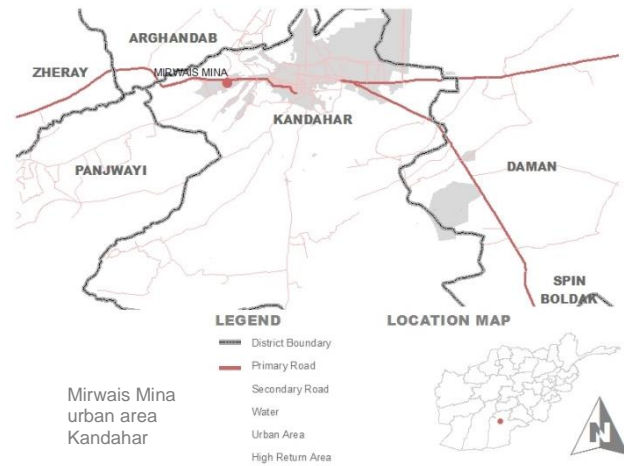 ARGHANDAB
ZHERAY
MIRWAIS MINA
KANDAHAR
PANJWAYI
DAMAN
SPIN
BOLDAK
LEGEND
District Boundary
Primary Road
Secondary Road
Water
Urban Area
High Return Area
LOCATION MAP
Mirwais Mina
urban area
Kandahar
N